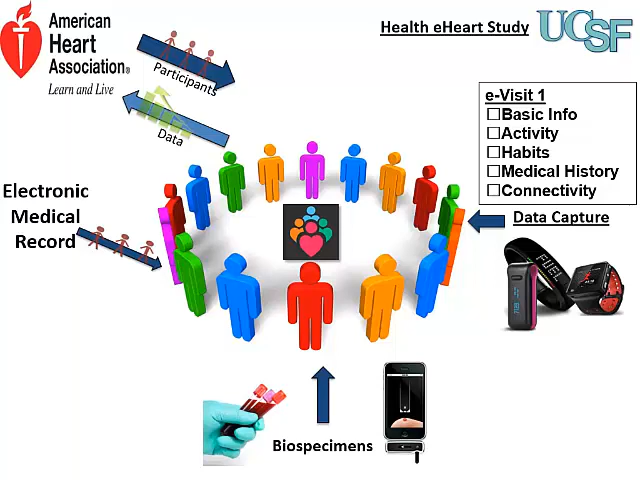 American
Heart
Association®
Learn and Live
Participants
Data
Health eHeart Study
UCSF
e-Visit 1
Basic Info
Activity
Habits
Medical History
Connectivity
Data Capture
Electronic
Medical
Record
FUEL
Biospecimens